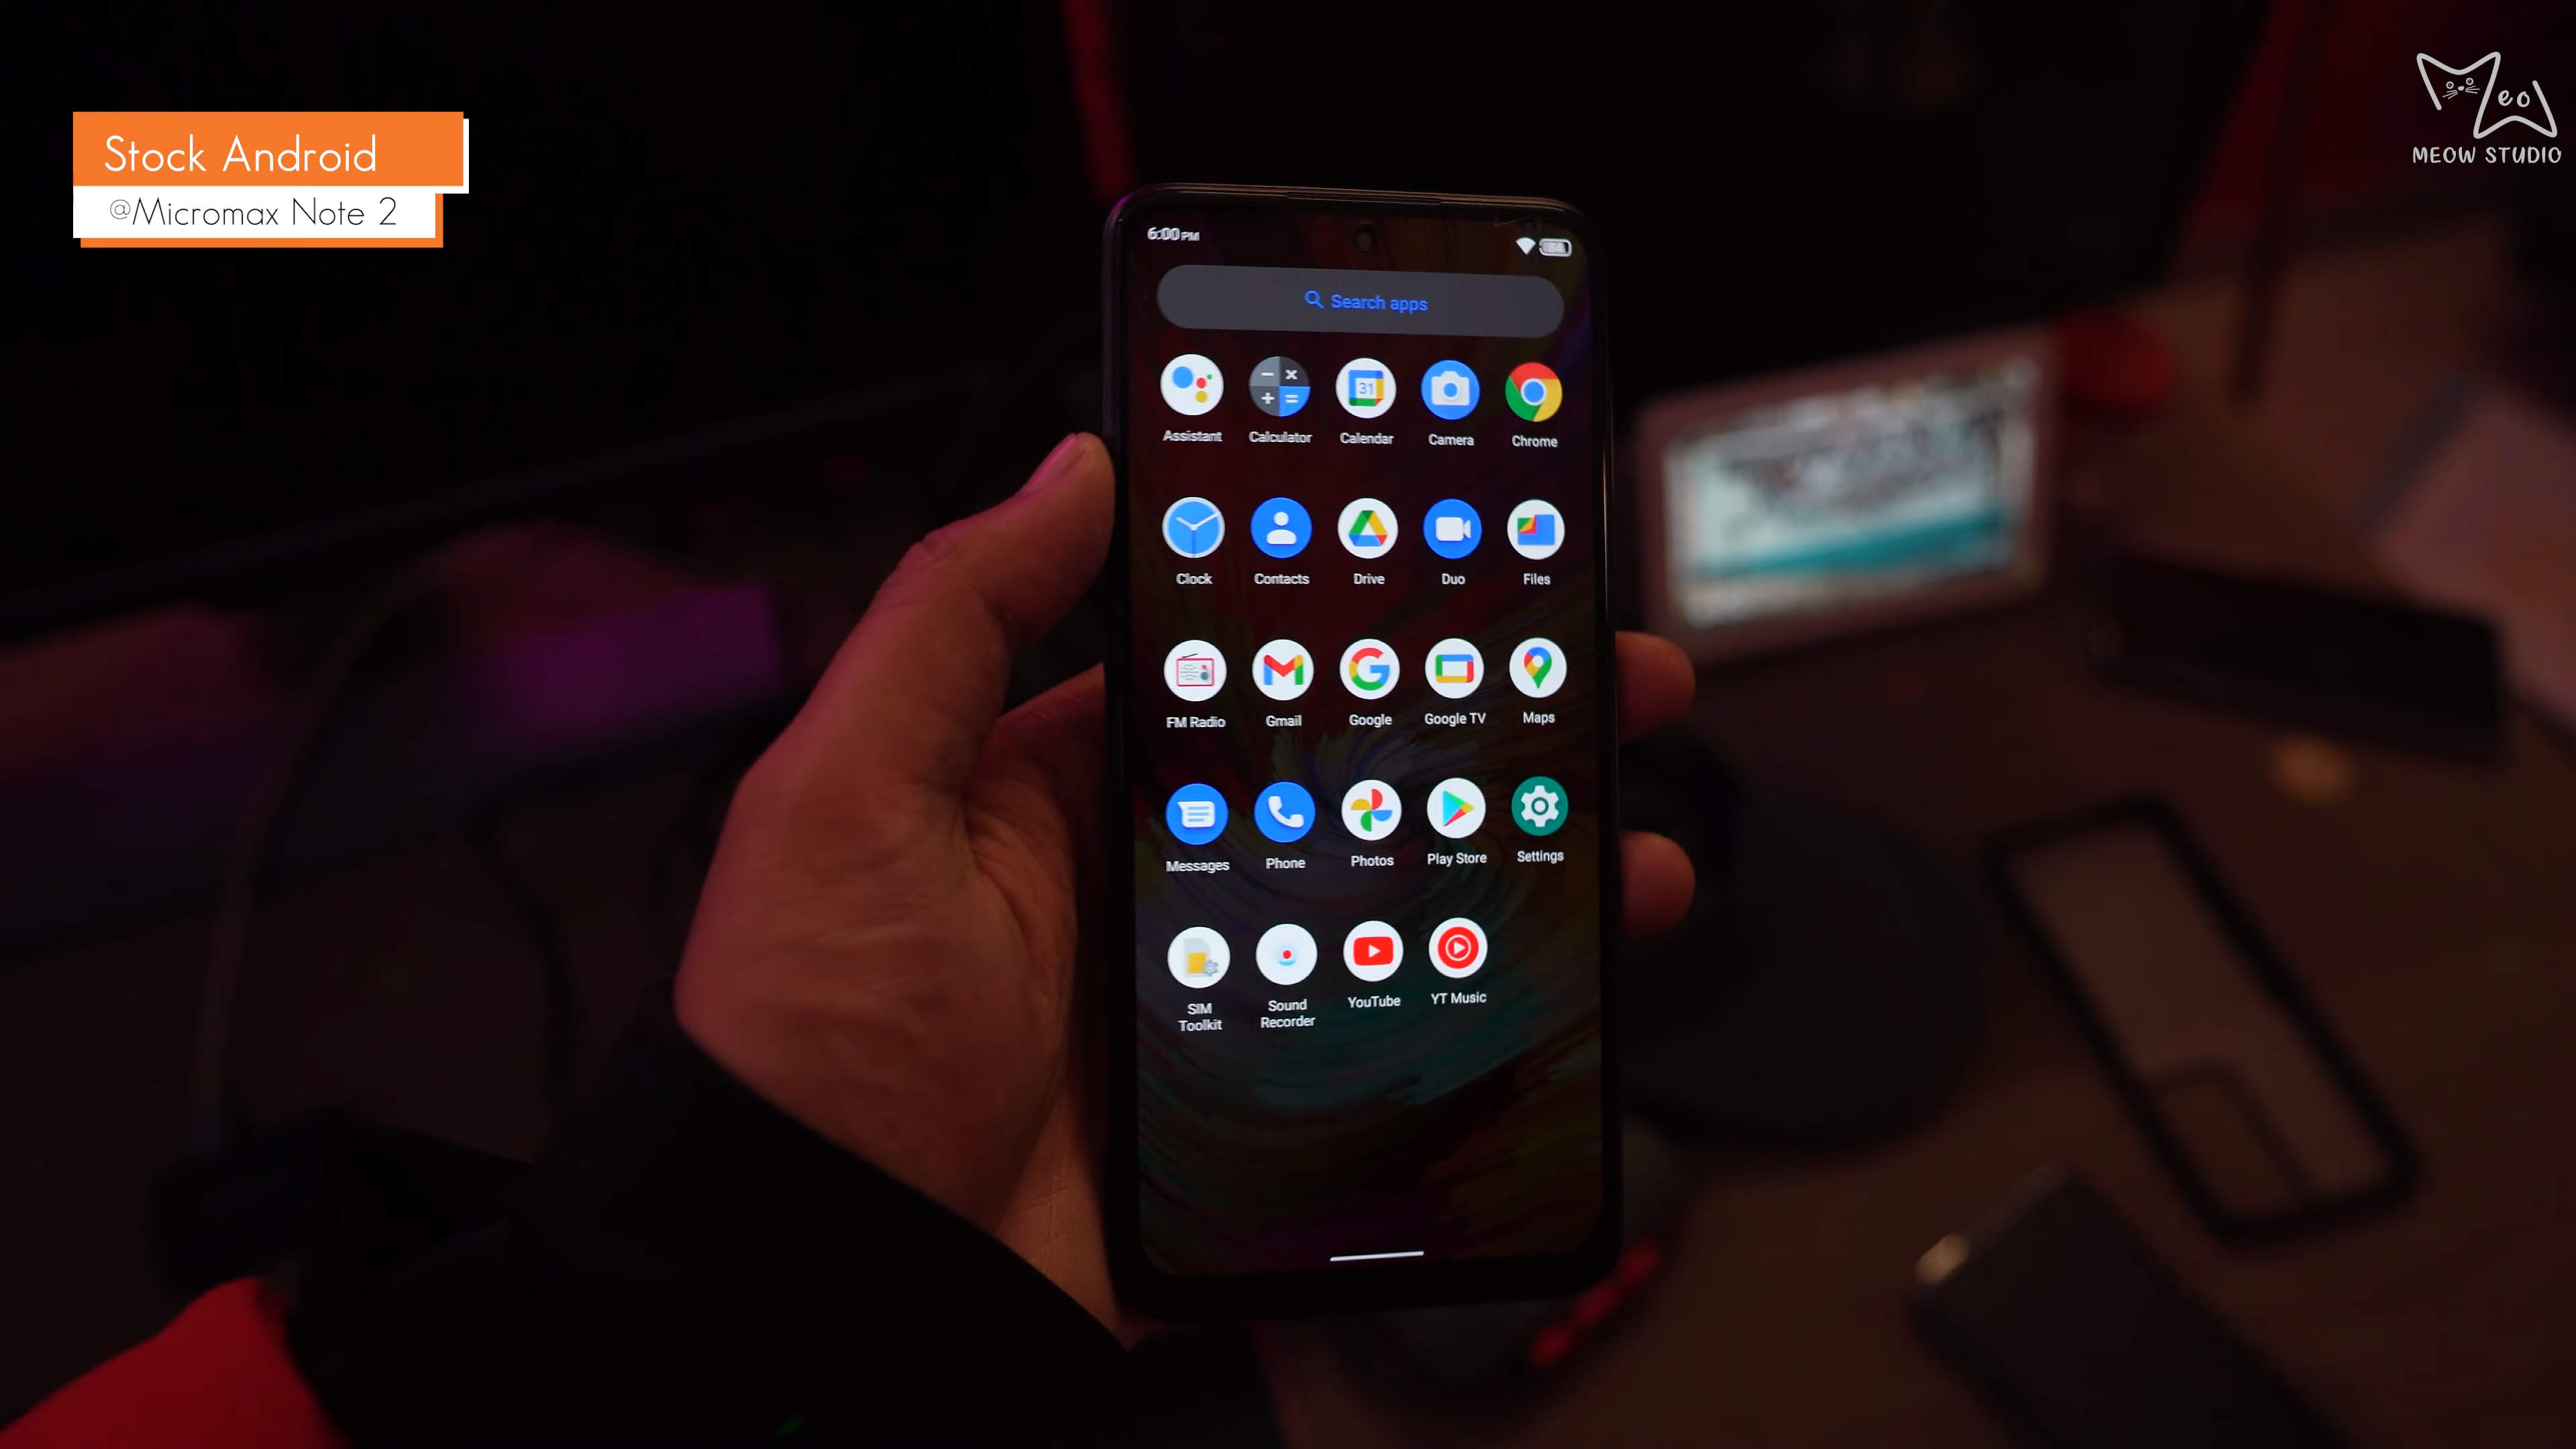 Stock Android
@Micromax Note 2
Meo
MEOW STUDIO
6:00 PM
Search apps
Assistant Calculator Calendar Camera Chrome
31
Clock Contacts Drive Duo Files
FM Radio Gmail Google Google TV Maps
Messages Phone Photos Play Store Settings
SIM Toolkit Sound Recorder YouTube YT Music